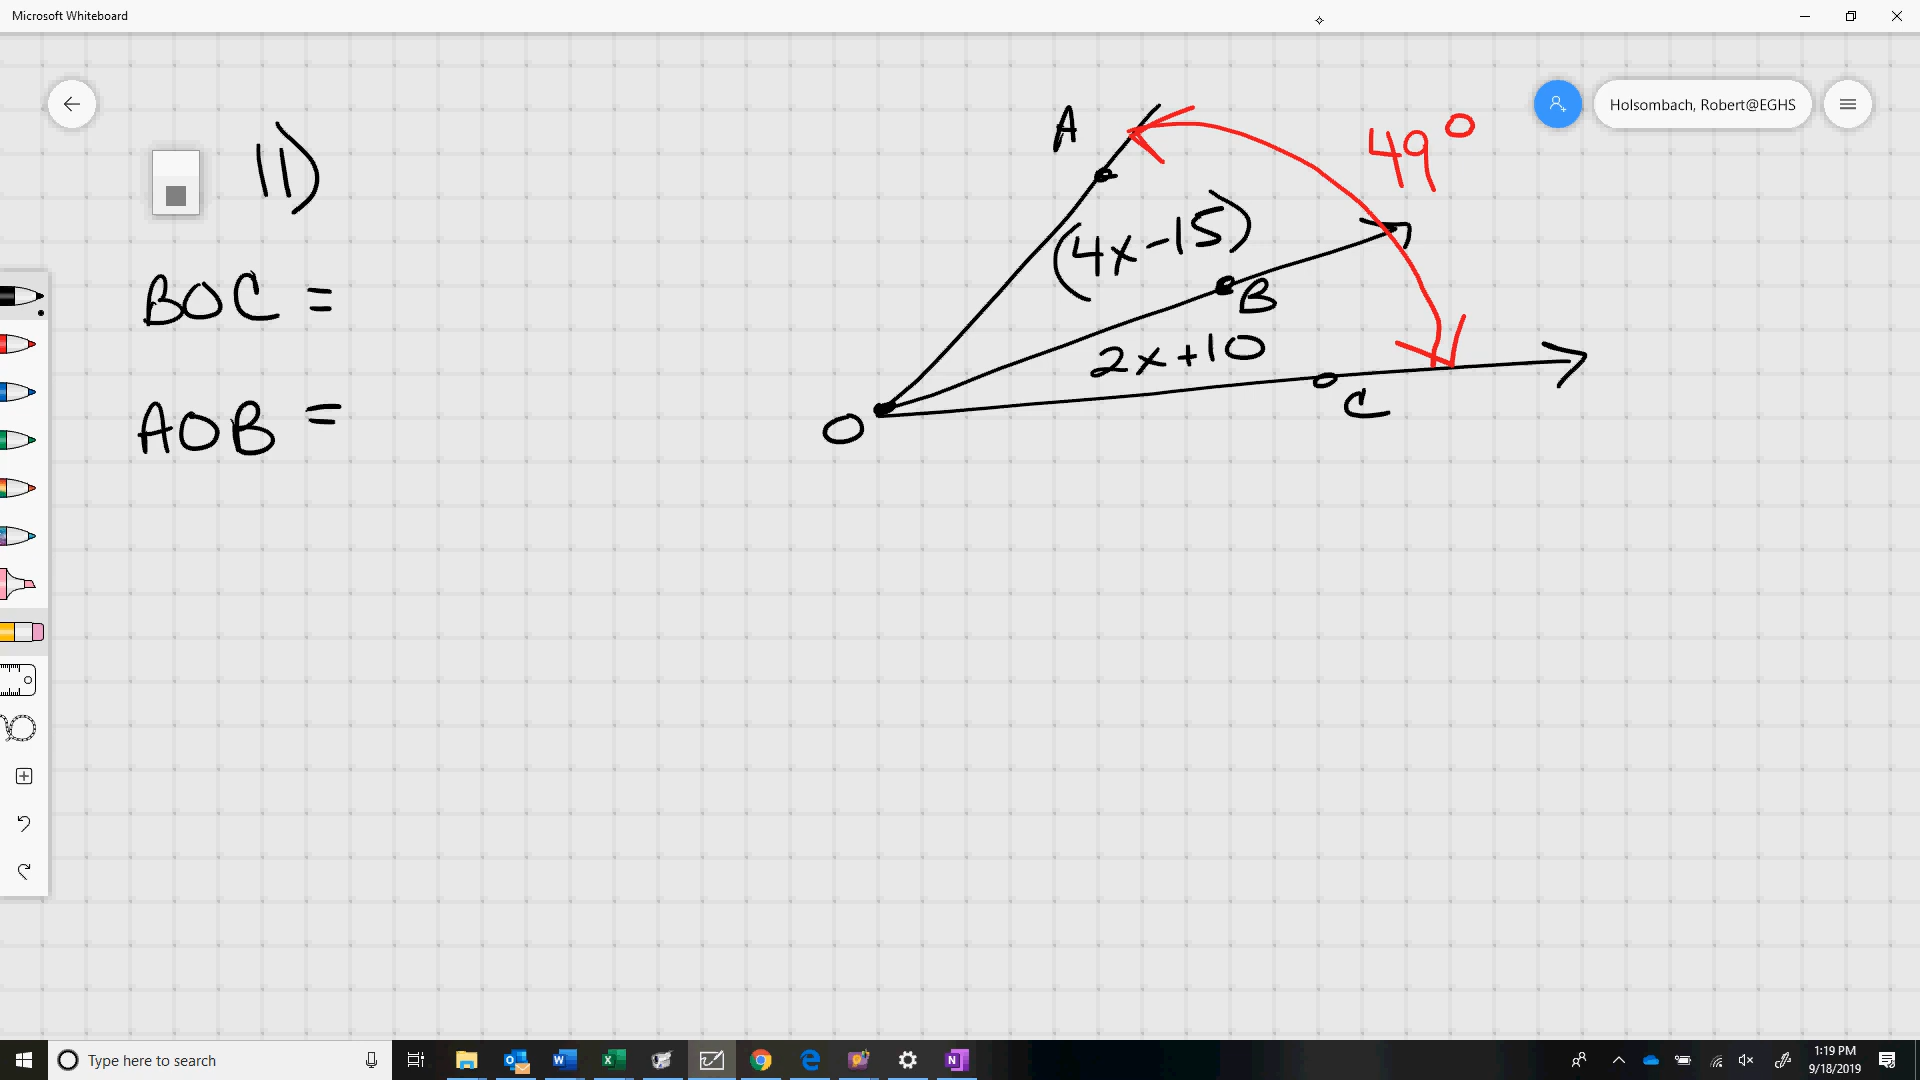 Microsoft Whiteboard
Holsombach, Robert@EGHS
11)
A
49°
(4x-15)
BOC =
B
2x+10
AOB =
C
O
Type here to search
1:19 PM
9/18/2019